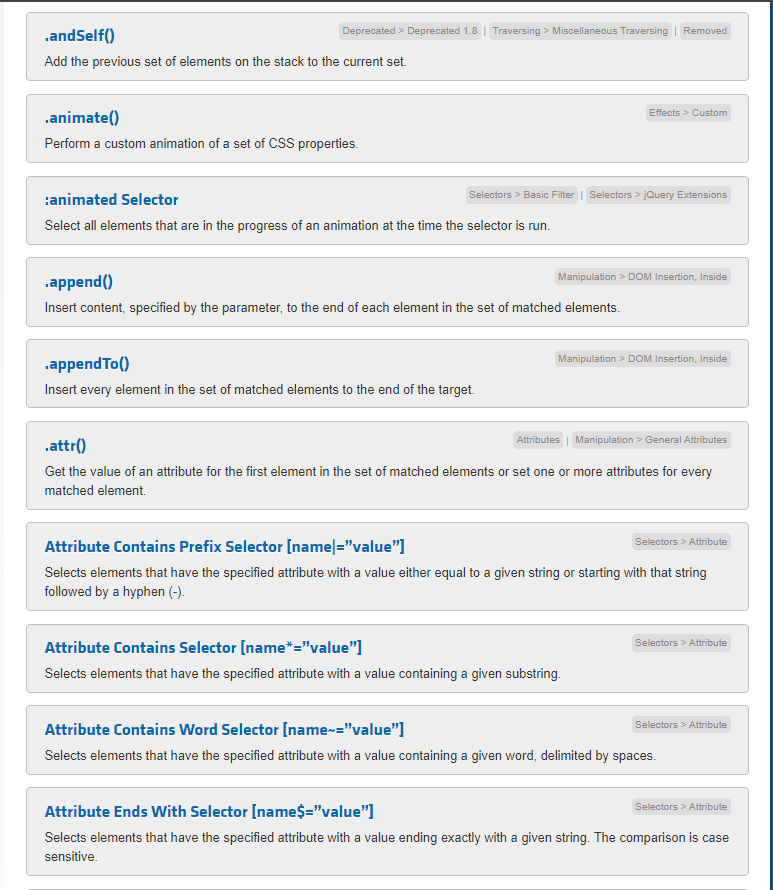 .andSelf()
Deprecated > Deprecated 1.8 | Traversing > Miscellaneous Traversing | Removed
Add the previous set of elements on the stack to the current set.
.animate()
Effects > Custom
Perform a custom animation of a set of CSS properties.
:animated Selector
Selectors > Basic Filter | Selectors > jQuery Extensions
Select all elements that are in the progress of an animation at the time the selector is run.
.append()
Manipulation > DOM Insertion, Inside
Insert content, specified by the parameter, to the end of each element in the set of matched elements.
.appendTo()
Manipulation > DOM Insertion, Inside
Insert every element in the set of matched elements to the end of the target.
.attr()
Attributes | Manipulation > General Attributes
Get the value of an attribute for the first element in the set of matched elements or set one or more attributes for every
matched element.
Attribute Contains Prefix Selector [name|=”value”]
Selectors > Attribute
Selects elements that have the specified attribute with a value either equal to a given string or starting with that string
followed by a hyphen (-).
Attribute Contains Selector [name*=”value”]
Selectors > Attribute
Selects elements that have the specified attribute with a value containing a given substring.
Attribute Contains Word Selector [name~=”value”]
Selectors > Attribute
Selects elements that have the specified attribute with a value containing a given word, delimited by spaces.
Attribute Ends With Selector [name$=”value”]
Selectors > Attribute
Selects elements that have the specified attribute with a value ending exactly with a given string. The comparison is case
sensitive.